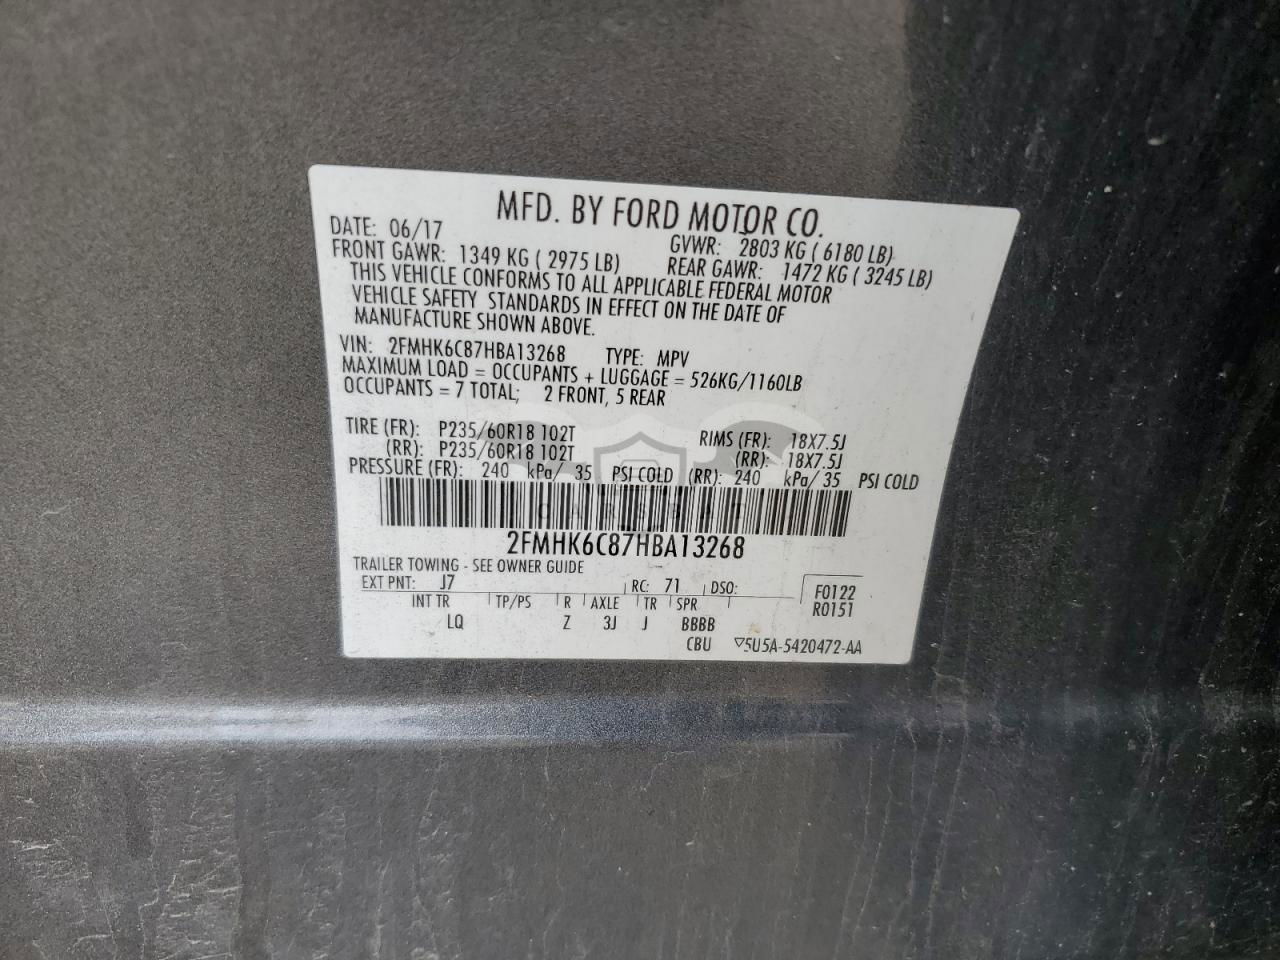 MFD. BY FORD MOTOR CO.
DATE: 06/17 GVWR: 2803 KG ( 6180 LB)
FRONT GAWR: 1349 KG ( 2975 LB) REAR GAWR: 1472 KG ( 3245 LB)
THIS VEHICLE CONFORMS TO ALL APPLICABLE FEDERAL MOTOR
VEHICLE SAFETY STANDARDS IN EFFECT ON THE DATE OF
MANUFACTURE SHOWN ABOVE.
VIN: 2FMHK6C87HBA13268 TYPE: MPV
MAXIMUM LOAD = OCCUPANTS + LUGGAGE = 526KG/1160LB
OCCUPANTS = 7 TOTAL; 2 FRONT, 5 REAR
TIRE (FR): P235/60R18 102T RIMS (FR): 18X7.5J
(RR): P235/60R18 102T (RR): 18X7.5J
PRESSURE (FR): 240 kPa/ 35 PSI COLD (RR): 240 kPa/ 35 PSI COLD
2FMHK6C87HBA13268
TRAILER TOWING - SEE OWNER GUIDE
EXT PNT: J7 RC: 71 DSO: F0122
R0151
INT TR TP/PS R AXLE TR SPR
LQ Z 3J J BBBB
CBU ▽5U5A-5420472-AA